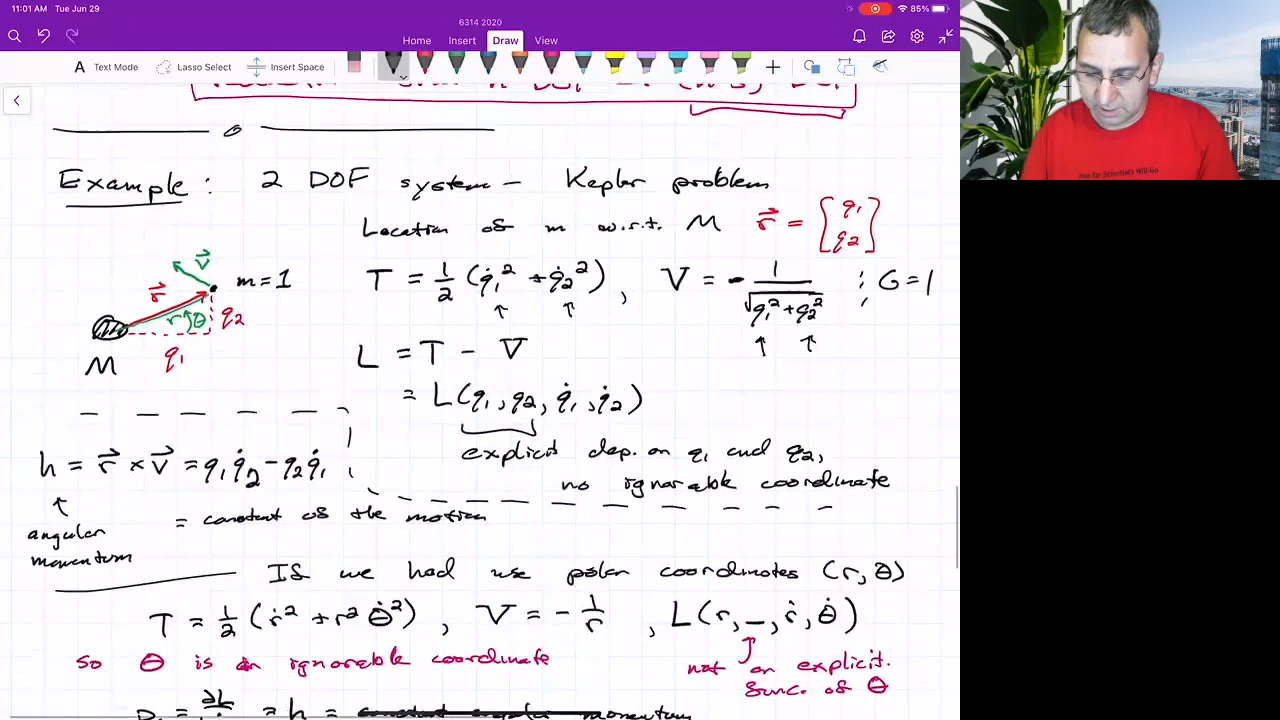 11:01 AM Tue Jun 29
85%
6314 2020
Home Insert Draw View
Text Mode Lasso Select Insert Space
Example: 2 DOF system – Kepler problem
Location of m w.r.t. M r⃗ = [q₁ q₂]
v⃗
r⃗
m = 1
r θ
q₂
q₁
M
T = 1/2 (q̇₁² + q̇₂²), V = - 1/√(q₁² + q₂²) ; G = 1
L = T - V
= L(q₁, q₂, q̇₁, q̇₂)
explicit dep. on q₁ and q₂,
no ignorable coordinate
h = r⃗ × v⃗ = q₁q̇₂ - q₂q̇₁
= constant of the motion
angular
momentum
If we had use polar coordinates (r, θ)
T = 1/2 (ṙ² + r² θ̇²), V = - 1/r, L(r, _, ṙ, θ̇)
so θ is an ignorable coordinate
not an explicit
func. of θ
= h = constant angular momentum